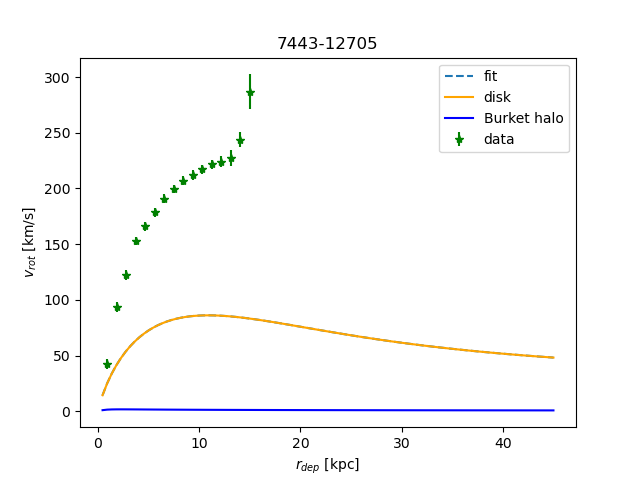 7443-12705
300
250
200
150
100
50
0
v_rot [km/s]
fit
disk
Burket halo
data
0 10 20 30 40
r_dep [kpc]